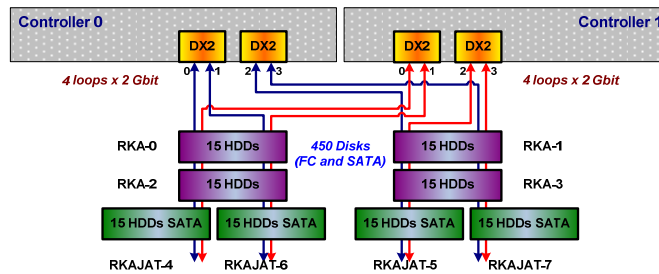 Controller 0
Controller 1
DX2 DX2 DX2 DX2
0 1 2 3 0 1 2 3
4 loops x 2 Gbit
4 loops x 2 Gbit
RKA-0 15 HDDs 450 Disks 15 HDDs RKA-1
(FC and SATA)
RKA-2 15 HDDs 15 HDDs RKA-3
15 HDDs SATA 15 HDDs SATA 15 HDDs SATA 15 HDDs SATA
RKAJAT-4 RKAJAT-6 RKAJAT-5 RKAJAT-7